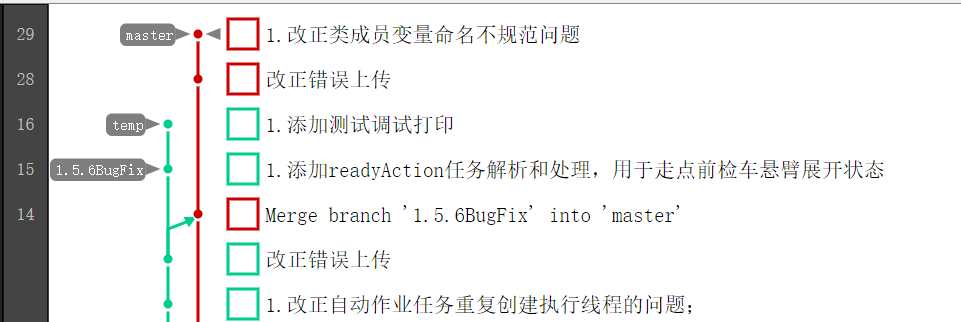 29 master 1.改正类成员变量命名不规范问题
28 改正错误上传
16 temp 1.添加测试调试打印
15 1.5.6BugFix 1.添加readyAction任务解析和处理，用于走点前检车悬臂展开状态
14 Merge branch '1.5.6BugFix' into 'master'
改正错误上传
1.改正自动作业任务重复创建执行线程的问题；